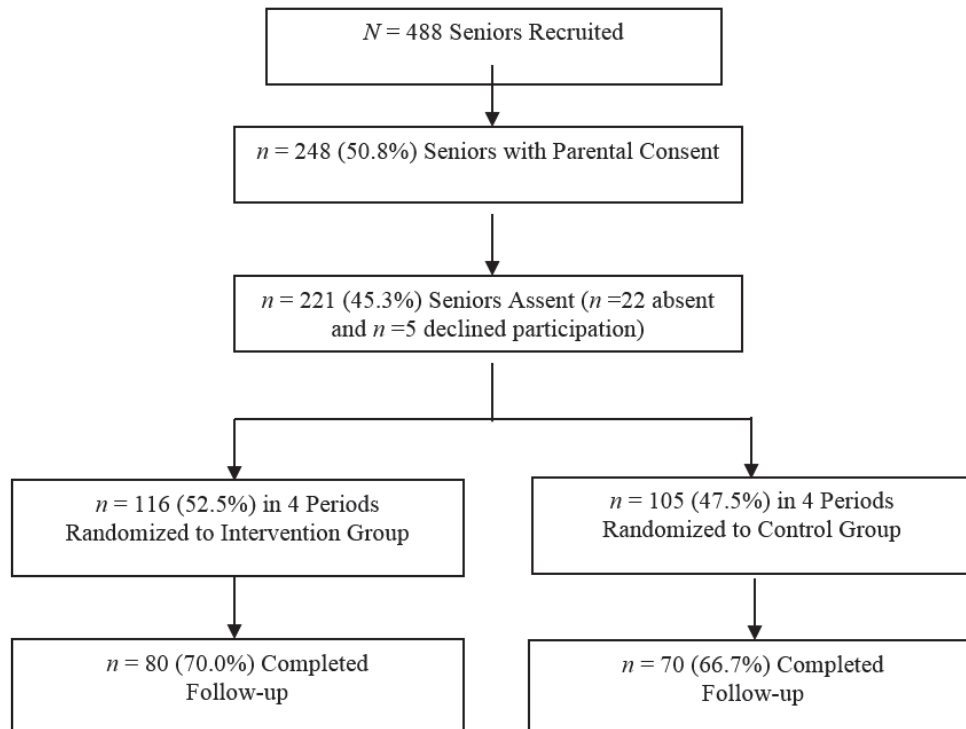 N = 488 Seniors Recruited
n = 248 (50.8%) Seniors with Parental Consent
n = 221 (45.3%) Seniors Assent (n =22 absent
and n =5 declined participation)
n = 116 (52.5%) in 4 Periods
Randomized to Intervention Group
n = 105 (47.5%) in 4 Periods
Randomized to Control Group
n = 80 (70.0%) Completed
Follow-up
n = 70 (66.7%) Completed
Follow-up